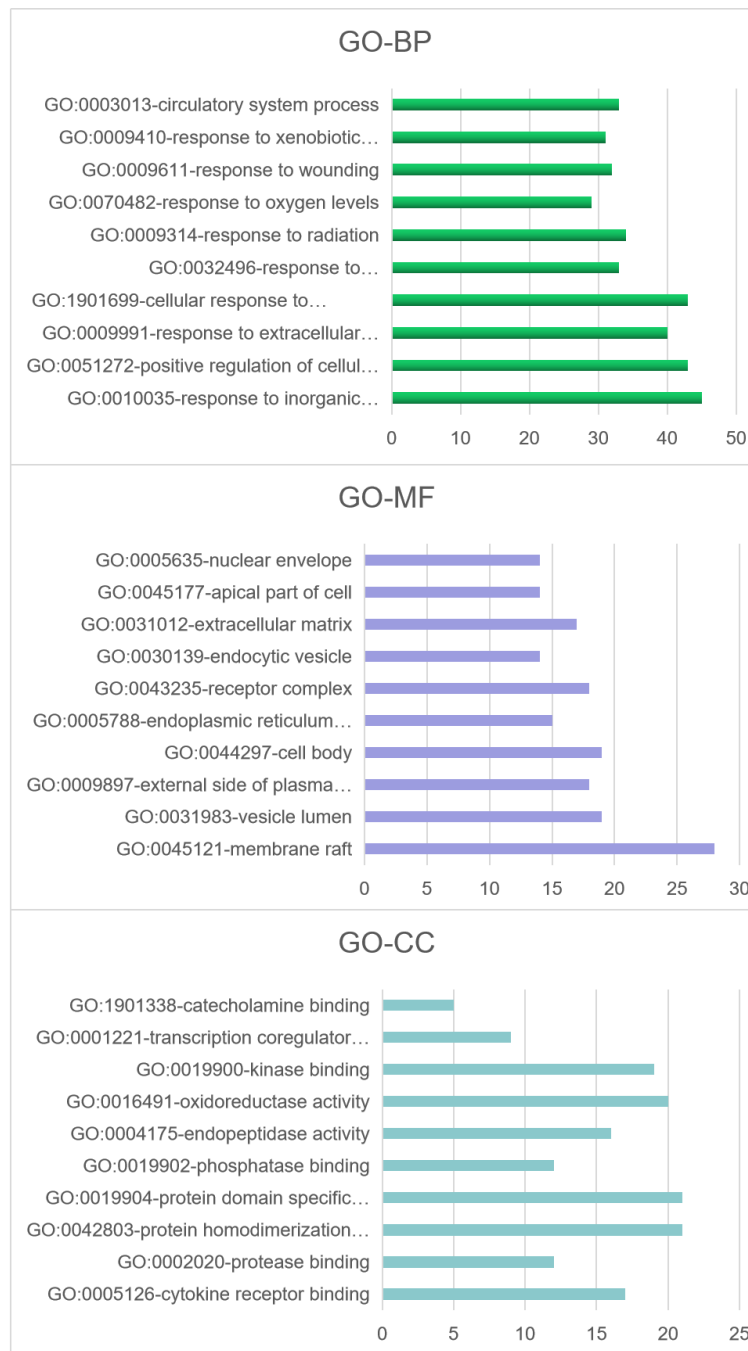 GO-BP
GO:0003013-circulatory system process
GO:0009410-response to xenobiotic…
GO:0009611-response to wounding
GO:0070482-response to oxygen levels
GO:0009314-response to radiation
GO:0032496-response to…
GO:1901699-cellular response to…
GO:0009991-response to extracellular…
GO:0051272-positive regulation of cellul…
GO:0010035-response to inorganic…
0 10 20 30 40 50
GO-MF
GO:0005635-nuclear envelope
GO:0045177-apical part of cell
GO:0031012-extracellular matrix
GO:0030139-endocytic vesicle
GO:0043235-receptor complex
GO:0005788-endoplasmic reticulum…
GO:0044297-cell body
GO:0009897-external side of plasma…
GO:0031983-vesicle lumen
GO:0045121-membrane raft
0 5 10 15 20 25 30
GO-CC
GO:1901338-catecholamine binding
GO:0001221-transcription coregulator…
GO:0019900-kinase binding
GO:0016491-oxidoreductase activity
GO:0004175-endopeptidase activity
GO:0019902-phosphatase binding
GO:0019904-protein domain specific…
GO:0042803-protein homodimerization…
GO:0002020-protease binding
GO:0005126-cytokine receptor binding
0 5 10 15 20 25